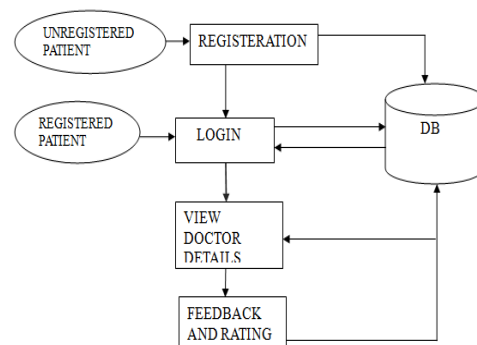 UNREGISTERED
PATIENT
REGISTERATION
REGISTERED
PATIENT
LOGIN
DB
VIEW
DOCTOR
DETAILS
FEEDBACK
AND RATING